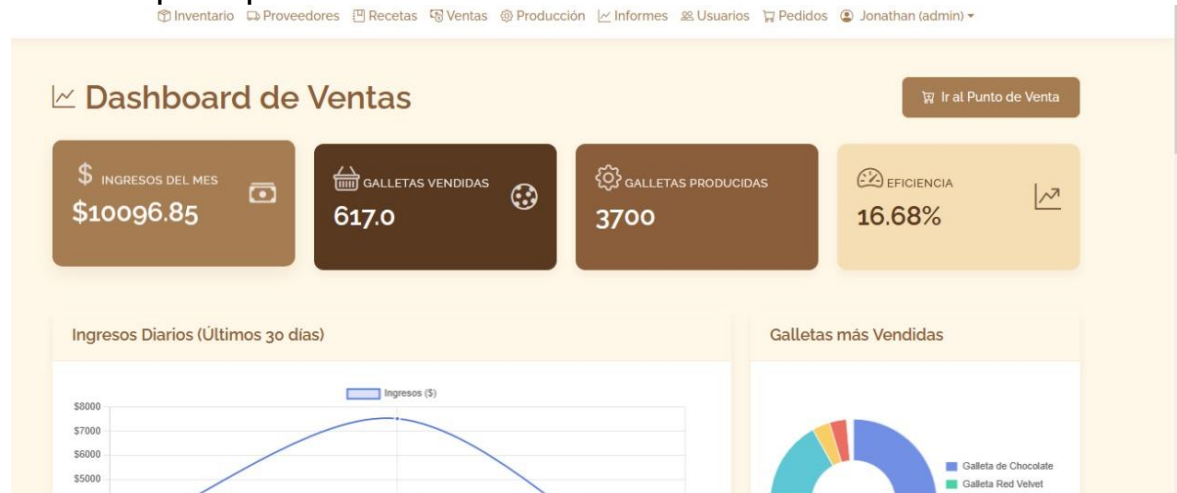 Inventario Proveedores Recetas Ventas Producción Informes Usuarios Pedidos Jonathan (admin)
Dashboard de Ventas
Ir al Punto de Venta
$ INGRESOS DEL MES
$10096.85
GALLETAS VENDIDAS
617.0
GALLETAS PRODUCIDAS
3700
EFICIENCIA
16.68%
Ingresos Diarios (Últimos 30 días)
Ingresos ($)
$8000
$7000
$6000
$5000
Galletas más Vendidas
Galleta de Chocolate
Galleta Red Velvet